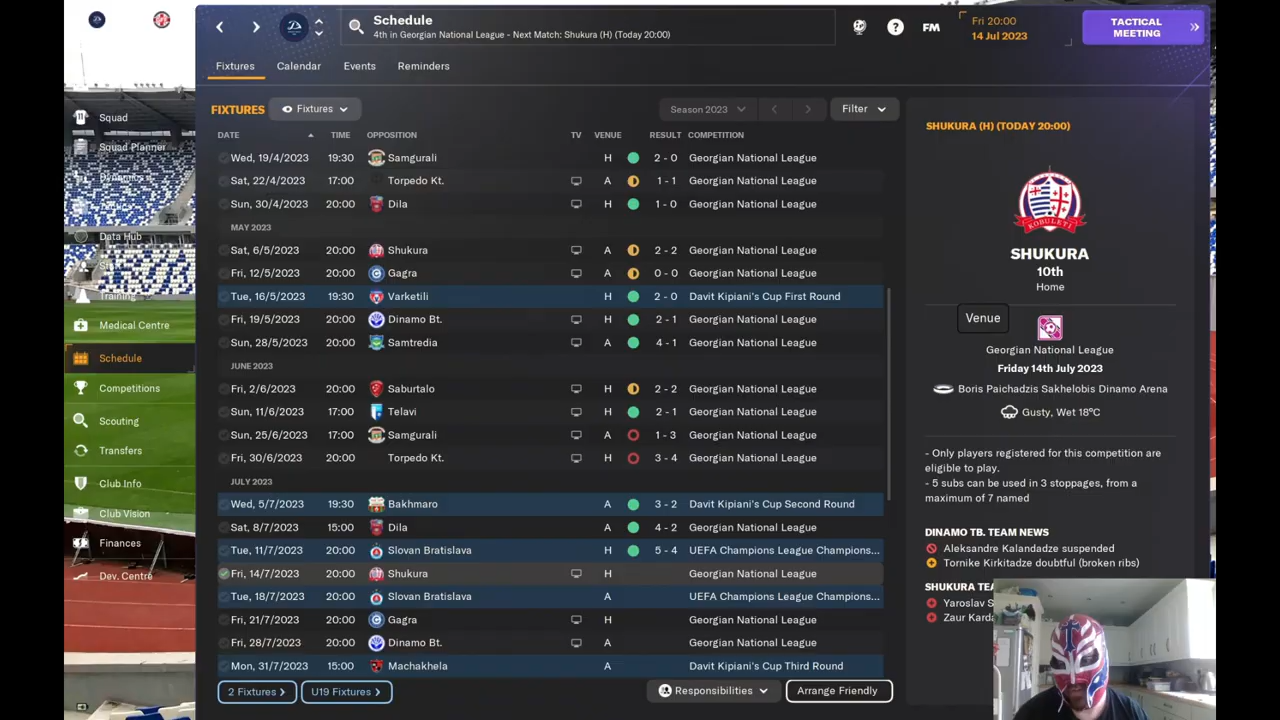 Schedule
4th in Georgian National League - Next Match: Shukura (H) (Today 20:00)
FM
Fri 20:00
14 Jul 2023
TACTICAL
MEETING
Fixtures Calendar Events Reminders
FIXTURES Fixtures Season 2023 Filter
DATE TIME OPPOSITION TV VENUE RESULT COMPETITION
Wed, 19/4/2023 19:30 Samgurali H 2 - 0 Georgian National League
Sat, 22/4/2023 17:00 Torpedo Kt. A 1 - 1 Georgian National League
Sun, 30/4/2023 20:00 Dila H 1 - 0 Georgian National League
MAY 2023
Sat, 6/5/2023 20:00 Shukura A 2 - 2 Georgian National League
Fri, 12/5/2023 20:00 Gagra A 0 - 0 Georgian National League
Tue, 16/5/2023 19:30 Varketili H 2 - 0 Davit Kipiani's Cup First Round
Fri, 19/5/2023 20:00 Dinamo Bt. H 2 - 1 Georgian National League
Sun, 28/5/2023 20:00 Samtredia H 4 - 1 Georgian National League
JUNE 2023
Fri, 2/6/2023 20:00 Saburtalo H 2 - 2 Georgian National League
Sun, 11/6/2023 17:00 Telavi H 2 - 1 Georgian National League
Sun, 25/6/2023 17:00 Samgurali A 1 - 3 Georgian National League
Fri, 30/6/2023 20:00 Torpedo Kt. H 3 - 4 Georgian National League
JULY 2023
Wed, 5/7/2023 19:30 Bakhmaro A 3 - 2 Davit Kipiani's Cup Second Round
Sat, 8/7/2023 15:00 Dila A 4 - 2 Georgian National League
Tue, 11/7/2023 20:00 Slovan Bratislava H 5 - 4 UEFA Champions League Champions...
Fri, 14/7/2023 20:00 Shukura H Georgian National League
Tue, 18/7/2023 20:00 Slovan Bratislava A UEFA Champions League Champions...
Fri, 21/7/2023 20:00 Gagra H Georgian National League
Fri, 28/7/2023 20:00 Dinamo Bt. A Georgian National League
Mon, 31/7/2023 15:00 Machakhela A Davit Kipiani's Cup Third Round
2 Fixtures > U19 Fixtures > Responsibilities Arrange Friendly
Squad
Squad Planner
Data Hub
Training
Medical Centre
Schedule
Competitions
Scouting
Transfers
Club Info
Club Vision
Finances
Dev. Centre
SHUKURA (H) (TODAY 20:00)
KOBULETI
SHUKURA
10th
Home
Venue
Georgian National League
Friday 14th July 2023
Boris Paichadzis Sakhelobis Dinamo Arena
Gusty, Wet 18ºC
- Only players registered for this competition are
eligible to play.
- 5 subs can be used in 3 stoppages, from a
maximum of 7 named
DINAMO TB. TEAM NEWS
Aleksandre Kalandadze suspended
Tornike Kirkitadze doubtful (broken ribs)
SHUKURA
Yaroslav
Zaur